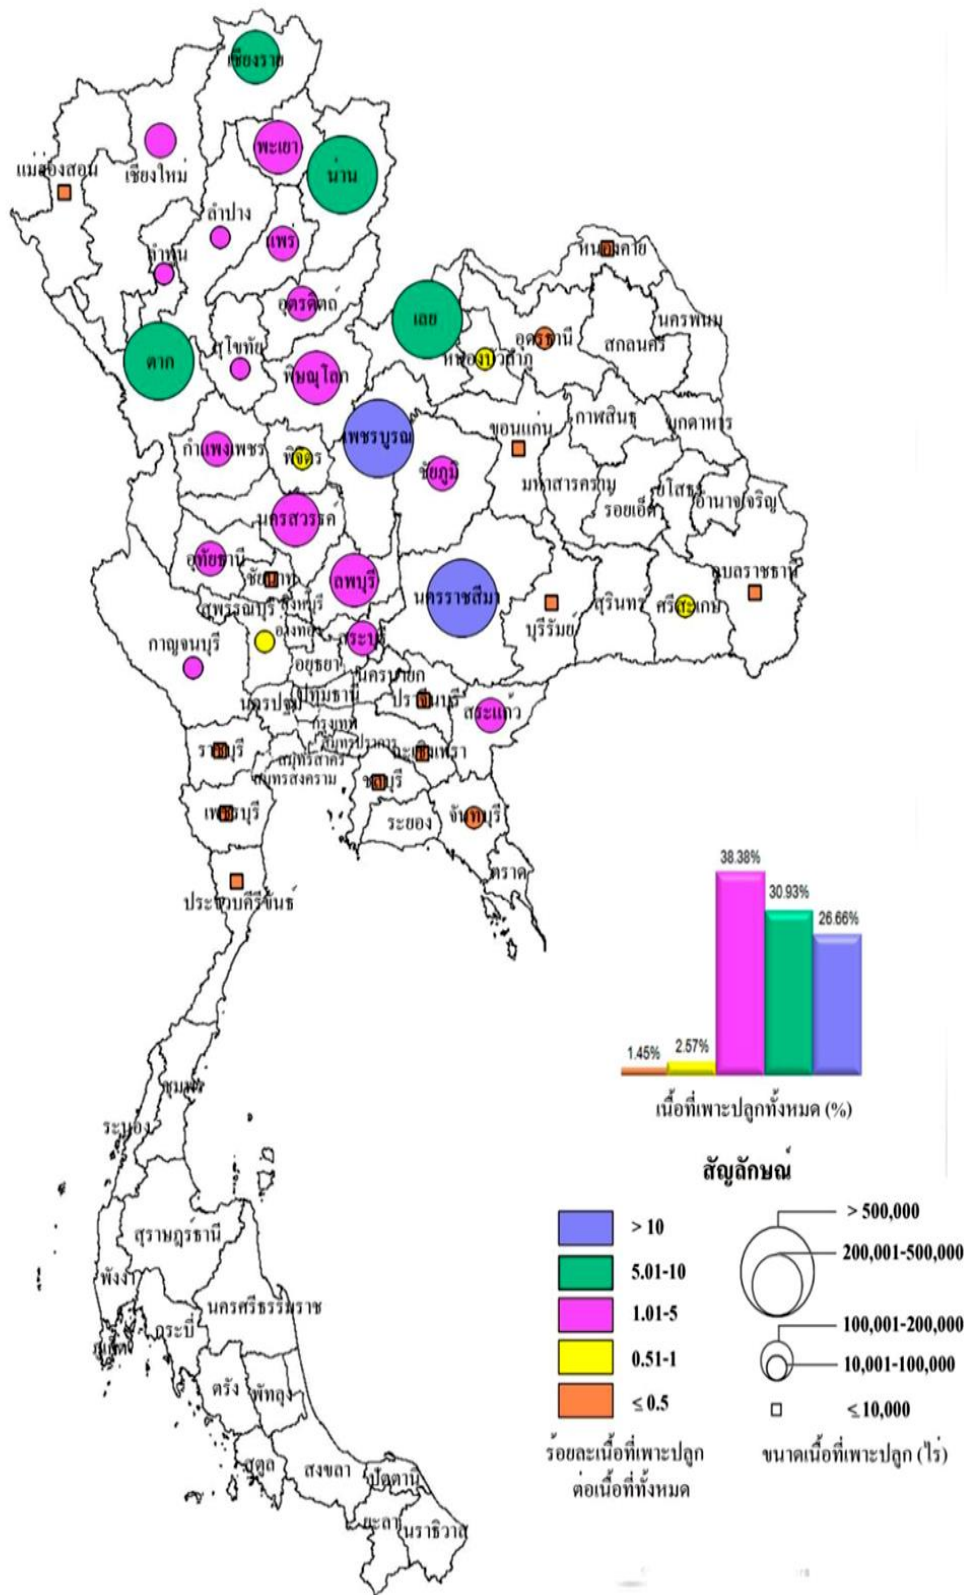 เชียงราย
พะเยา
น่าน
แม่ฮ่องสอน
เชียงใหม่
ลำปาง
แพร่
ลำพูน
หนองคาย
อุตรดิตถ์
นครพนม
เลย
อุดรธานี
สกลนคร
ตาก
สุโขทัย
หนองบัวลำภู
พิษณุโลก
กาฬสินธุ์
มุกดาหาร
เพชรบูรณ์
ขอนแก่น
กำแพงเพชร
พิจิตร
ชัยภูมิ
มหาสารคาม
ยโสธร
อำนาจเจริญ
ร้อยเอ็ด
นครสวรรค์
อุทัยธานี
ชัยนาท
ลพบุรี
นครราชสีมา
อุบลราชธานี
สุพรรณบุรี
สิงห์บุรี
สุรินทร์
ศรีสะเกษ
บุรีรัมย์
อ่างทอง
สระบุรี
กาญจนบุรี
อยุธยา
นครนายก
นครปฐม
ปทุมธานี
ปราจีนบุรี
สระแก้ว
กรุงเทพ
ราชบุรี
สมุทรปราการ
ฉะเชิงเทรา
สมุทรสาคร
สมุทรสงคราม
ชลบุรี
เพชรบุรี
ระยอง
จันทบุรี
ตราด
ประจวบคีรีขันธ์
38.38%
30.93%
26.66%
2.57%
1.45%
เนื้อที่เพาะปลูกทั้งหมด (%)
ชุมพร
ระนอง
สัญลักษณ์
> 10
> 500,000
5.01-10
200,001-500,000
1.01-5
100,001-200,000
0.51-1
10,001-100,000
≤ 0.5
≤ 10,000
ร้อยละเนื้อที่เพาะปลูก
ต่อเนื้อที่ทั้งหมด
ขนาดเนื้อที่เพาะปลูก (ไร่)
สุราษฎร์ธานี
พังงา
นครศรีธรรมราช
กระบี่
ภูเก็ต
ตรัง
พัทลุง
สตูล
สงขลา
ปัตตานี
ยะลา
นราธิวาส